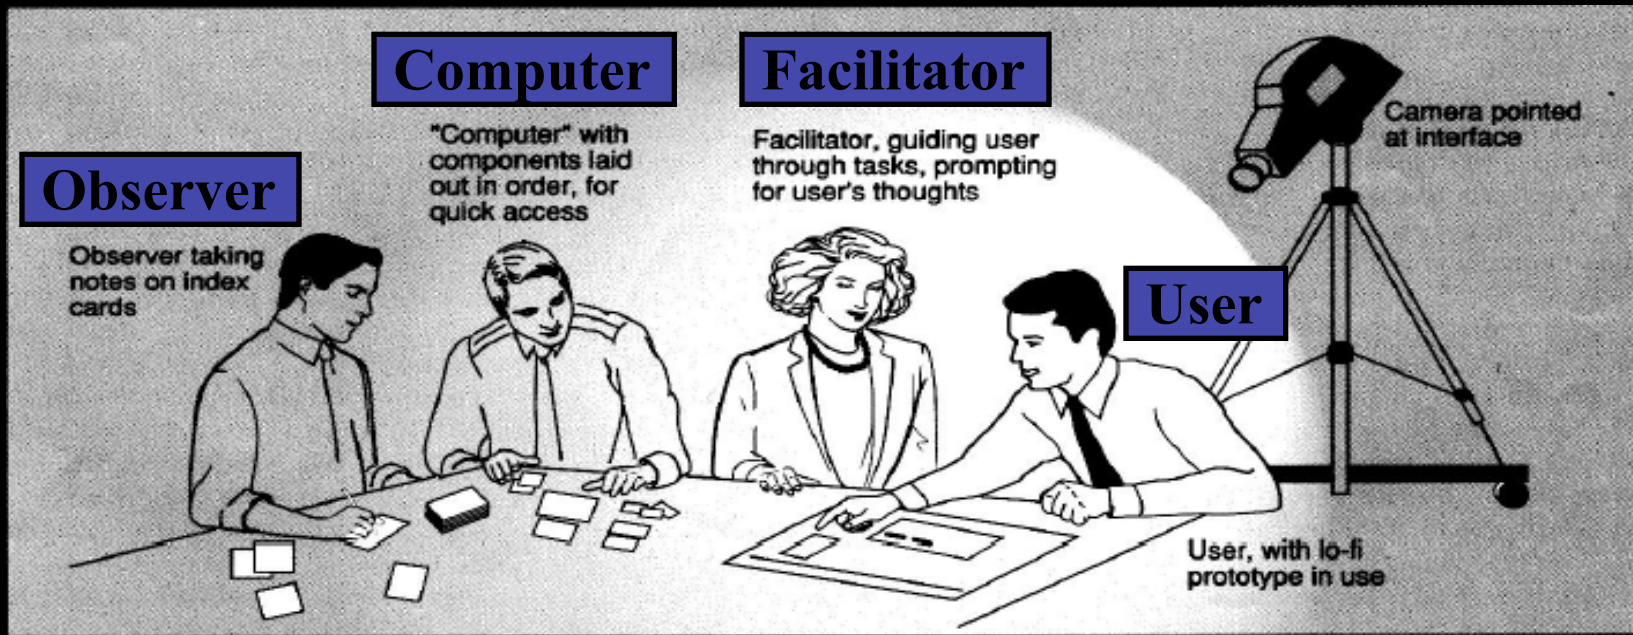 Computer
Facilitator
Observer
User
"Computer" with
components laid
out in order, for
quick access
Facilitator, guiding user
through tasks, prompting
for user's thoughts
Camera pointed
at interface
Observer taking
notes on index
cards
User, with lo-fi
prototype in use